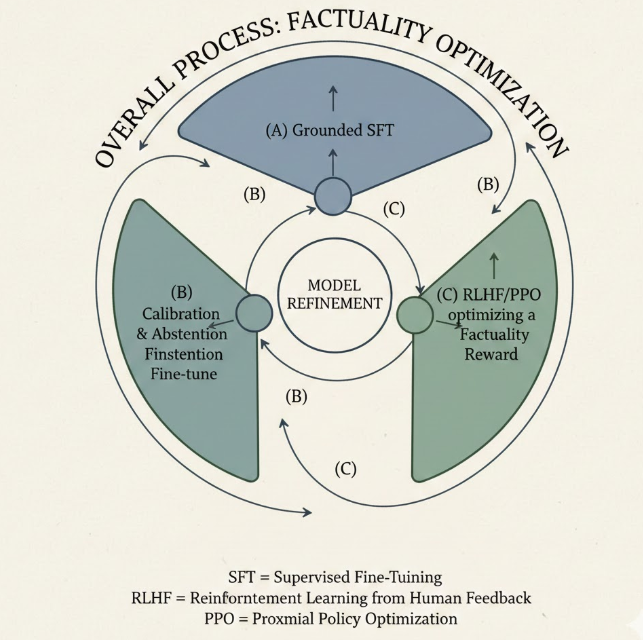 OVERALL PROCESS: FACTUALITY OPTIMIZATION
(A) Grounded SFT
(B)
(B)
(C)
MODEL
REFINEMENT
(B)
Calibration
& Abstention
Finstention
Fine-tune
(C) RLHF/PPO
optimizing a
Factuality
Reward
(B)
(C)
SFT = Supervised Fine-Tuining
RLHF = Reinforntement Learning from Human Feedback
PPO = Proxmial Policy Optimization